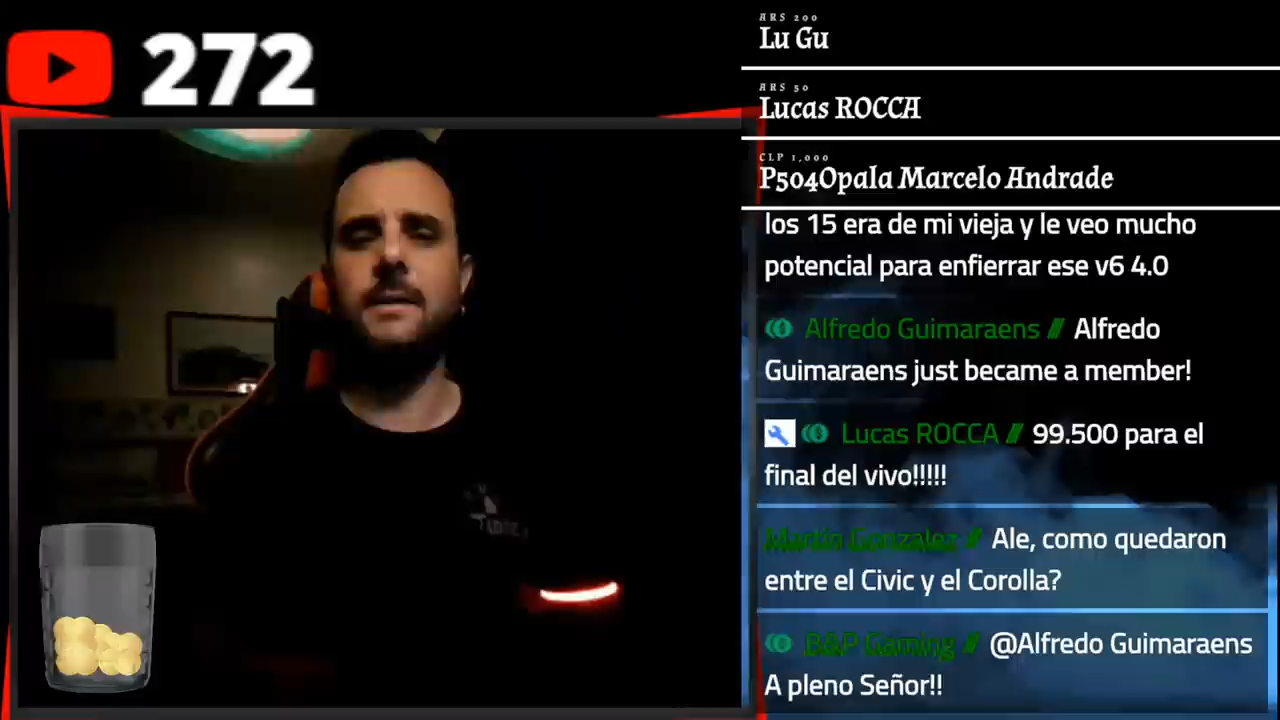 272
ARS 200
Lu Gu
ARS 50
Lucas ROCCA
CLP 1,000
P504Opala Marcelo Andrade
los 15 era de mi vieja y le veo mucho
potencial para enfierrar ese v6 4.0
Alfredo Guimaraens // Alfredo
Guimaraens just became a member!
Lucas ROCCA // 99.500 para el
final del vivo!!!!!
Martín Gonzalez // Ale, como quedaron
entre el Civic y el Corolla?
B&P Gaming // @Alfredo Guimaraens
A pleno Señor!!